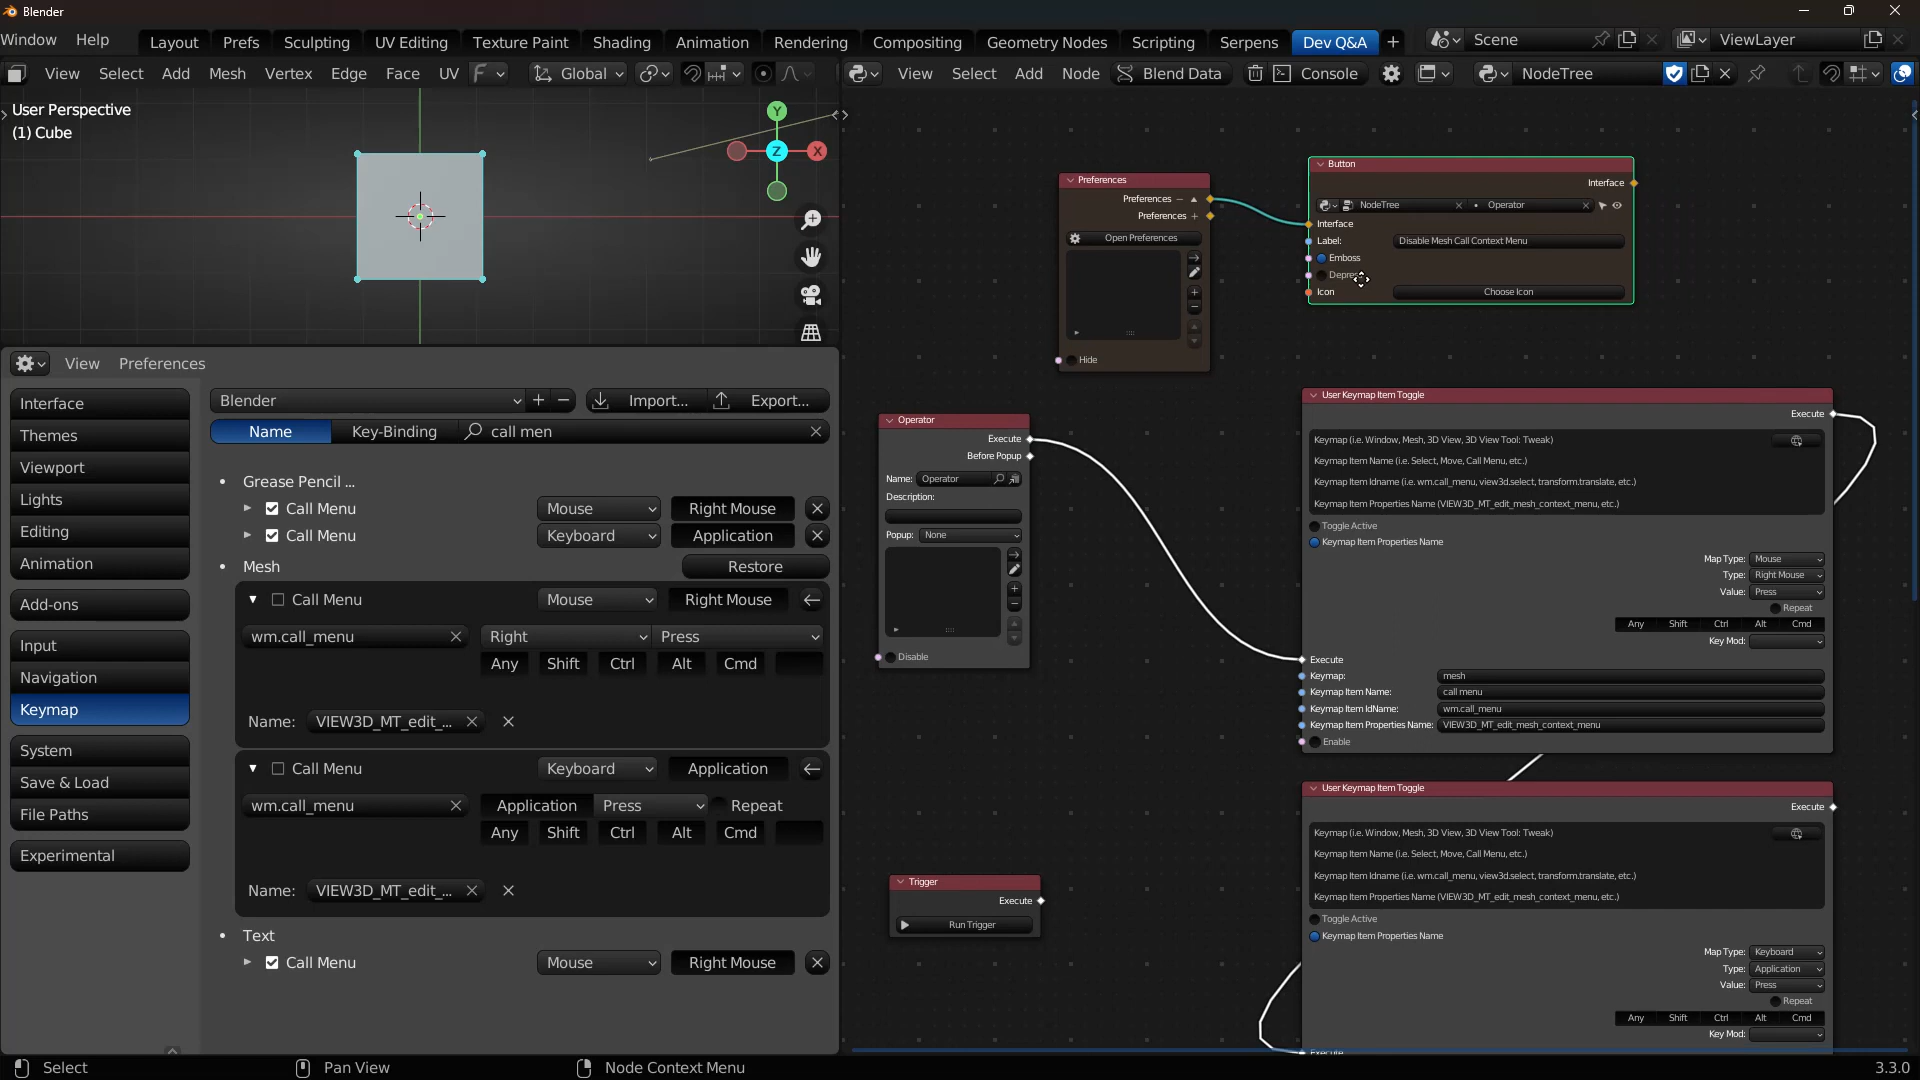 Blender
Window Help Layout Prefs Sculpting UV Editing Texture Paint Shading Animation Rendering Compositing Geometry Nodes Scripting Serpens Dev Q&A + Scene ViewLayer
View Select Add Mesh Vertex Edge Face UV Global
View Select Add Node Blend Data Console NodeTree
User Perspective
(1) Cube
Y
Z
X
Preferences
Preferences
Preferences
Open Preferences
Hide
Button
Interface
NodeTree Operator
Interface
Label: Disable Mesh Call Context Menu
Emboss
Icon Choose Icon
View Preferences
Interface
Themes
Viewport
Lights
Editing
Animation
Add-ons
Input
Navigation
Keymap
System
Save & Load
File Paths
Experimental
Blender Import... Export...
Name Key-Binding call men
Grease Pencil ...
Call Menu Mouse Right Mouse
Call Menu Keyboard Application
Mesh Restore
Call Menu Mouse Right Mouse
wm.call_menu Right Press
Any Shift Ctrl Alt Cmd
Name: VIEW3D_MT_edit_...
Call Menu Keyboard Application
wm.call_menu Application Press Repeat
Any Shift Ctrl Alt Cmd
Name: VIEW3D_MT_edit_...
Text
Call Menu Mouse Right Mouse
Operator
Execute
Before Popup
Name: Operator
Description:
Popup: None
Disable
Trigger
Execute
Run Trigger
User Keymap Item Toggle
Execute
Keymap (i.e. Window, Mesh, 3D View, 3D View Tool: Tweak)
Keymap Item Name (i.e. Select, Move, Call Menu, etc.)
Keymap Item Idname (i.e. wm.call_menu, view3d.select, transform.translate, etc.)
Keymap Item Properties Name (VIEW3D_MT_edit_mesh_context_menu, etc.)
Toggle Active
Keymap Item Properties Name
Map Type: Mouse
Type: Right Mouse
Value: Press
Repeat
Any Shift Ctrl Alt Cmd
Key Mod:
Execute
Keymap: mesh
Keymap Item Name: call menu
Keymap Item IdName: wm.call_menu
Keymap Item Properties Name: VIEW3D_MT_edit_mesh_context_menu
Enable
User Keymap Item Toggle
Execute
Keymap (i.e. Window, Mesh, 3D View, 3D View Tool: Tweak)
Keymap Item Name (i.e. Select, Move, Call Menu, etc.)
Keymap Item Idname (i.e. wm.call_menu, view3d.select, transform.translate, etc.)
Keymap Item Properties Name (VIEW3D_MT_edit_mesh_context_menu, etc.)
Toggle Active
Keymap Item Properties Name
Map Type: Keyboard
Type: Application
Value: Press
Repeat
Any Shift Ctrl Alt Cmd
Key Mod:
Execute
Select Pan View Node Context Menu 3.3.0